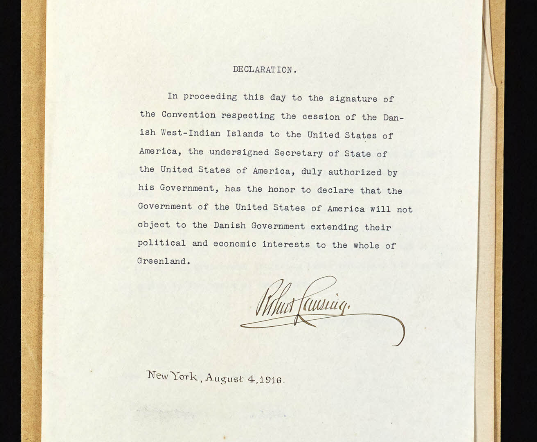 DECLARATION.
In proceeding this day to the signature of
the Convention respecting the cession of the Dan-
ish West-Indian Islands to the United States of
America, the undersigned Secretary of State of
the United States of America, duly authorized by
his Government, has the honor to declare that the
Government of the United States of America will not
object to the Danish Government extending their
political and economic interests to the whole of
Greenland.
Robert Lansing.
New York, August 4, 1916.